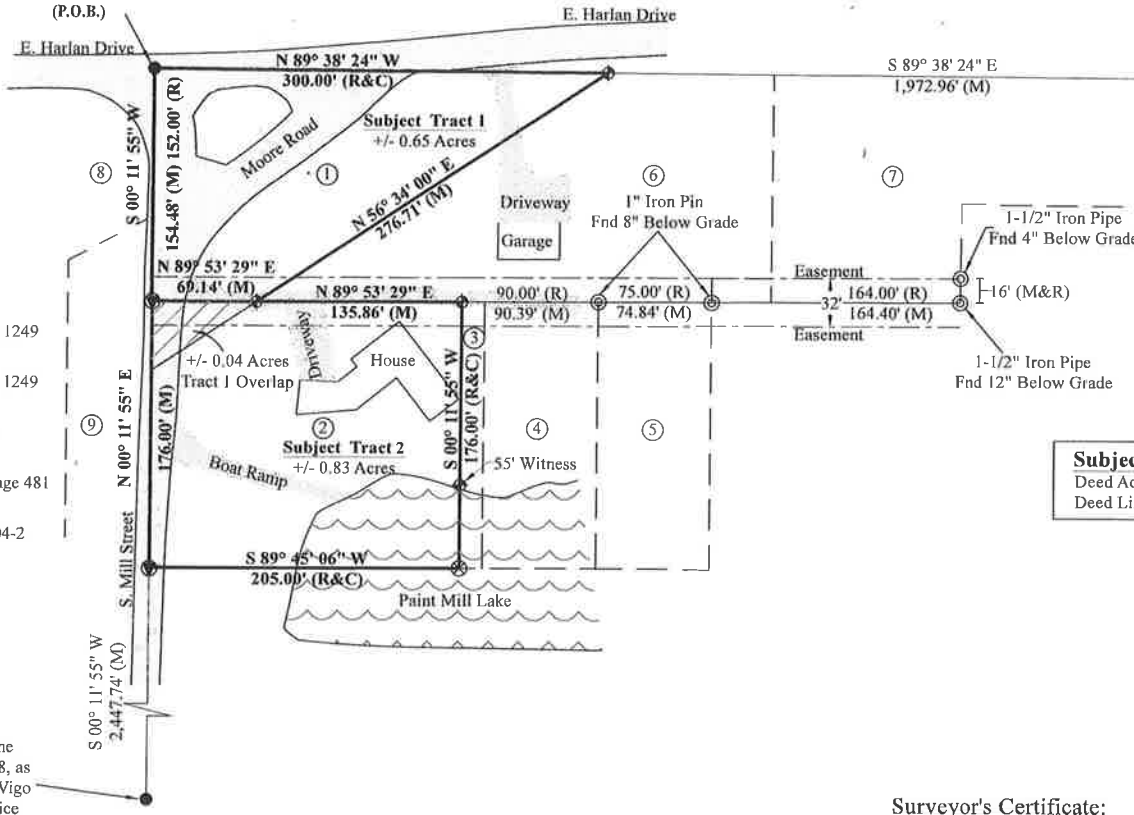 (P.O.B.)
E. Harlan Drive
E. Harlan Drive
N 89° 38' 24" W
300.00' (R&C)
S 89° 38' 24" E
1,972.96' (M)
S 00° 11' 55" W
154.48' (M) 152.00' (R)
Moore Road
Subject Tract 1
+/- 0.65 Acres
N 56° 34' 00" E
276.71' (M)
8
1
6
7
Driveway
Garage
1" Iron Pin
Fnd 8" Below Grade
1-1/2" Iron Pipe
Fnd 4" Below Grade
N 89° 53' 29" E
69.14' (M)
N 89° 53' 29" E
135.86' (M)
90.00' (R)
90.39' (M)
75.00' (R)
74.84' (M)
Easement
32'
Easement
164.00' (R)
164.40' (M)
16' (M&R)
1-1/2" Iron Pipe
Fnd 12" Below Grade
1249
1249
+/- 0.04 Acres
Tract 1 Overlap
Driveway
House
3
S 00° 11' 55" W
176.00' (R&C)
N 00° 11' 55" E
176.00' (M)
9
2
4
5
Subject Tract 2
+/- 0.83 Acres
Boat Ramp
55' Witness
age 481
04-2
S 89° 45' 06" W
205.00' (R&C)
Paint Mill Lake
S. Mill Street
S 00° 11' 55" W
2,447.74' (M)
Deed
Deed
8, as
Vigo
Surveyor's Certificate: